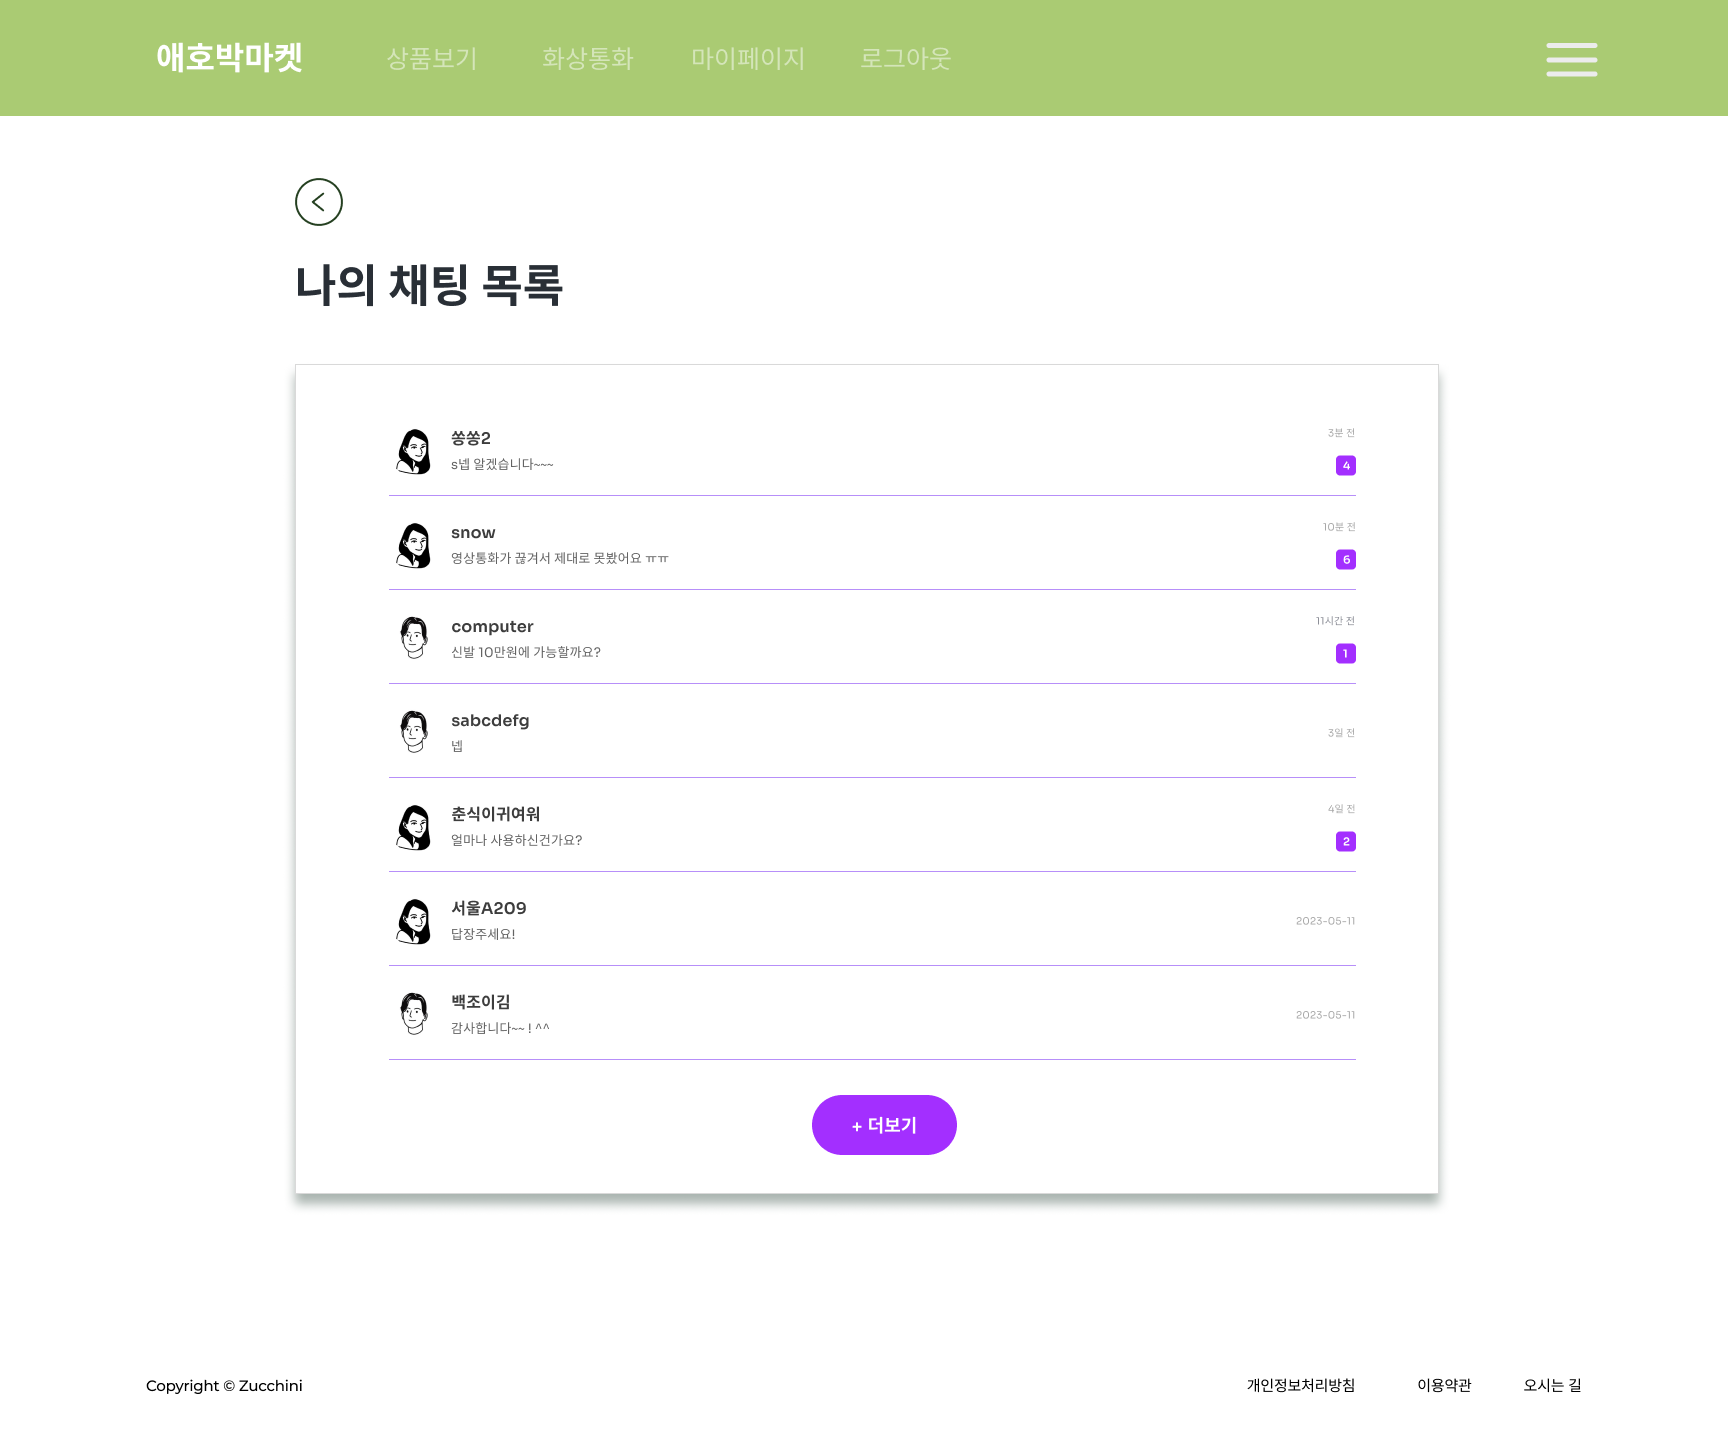 애호박마켓 상품보기 화상통화 마이페이지 로그아웃
나의 채팅 목록
쏭쏭2 3분 전
s넵 알겠습니다~~~ 4
snow 10분 전
영상통화가 끊겨서 제대로 못봤어요 ㅠㅠ 6
computer 11시간 전
신발 10만원에 가능할까요? 1
sabcdefg
넵 3일 전
춘식이귀여워 4일 전
얼마나 사용하신건가요? 2
서울A209
답장주세요! 2023-05-11
백조이김
감사합니다~~ ! ^^ 2023-05-11
+ 더보기
Copyright © Zucchini 개인정보처리방침 이용약관 오시는 길